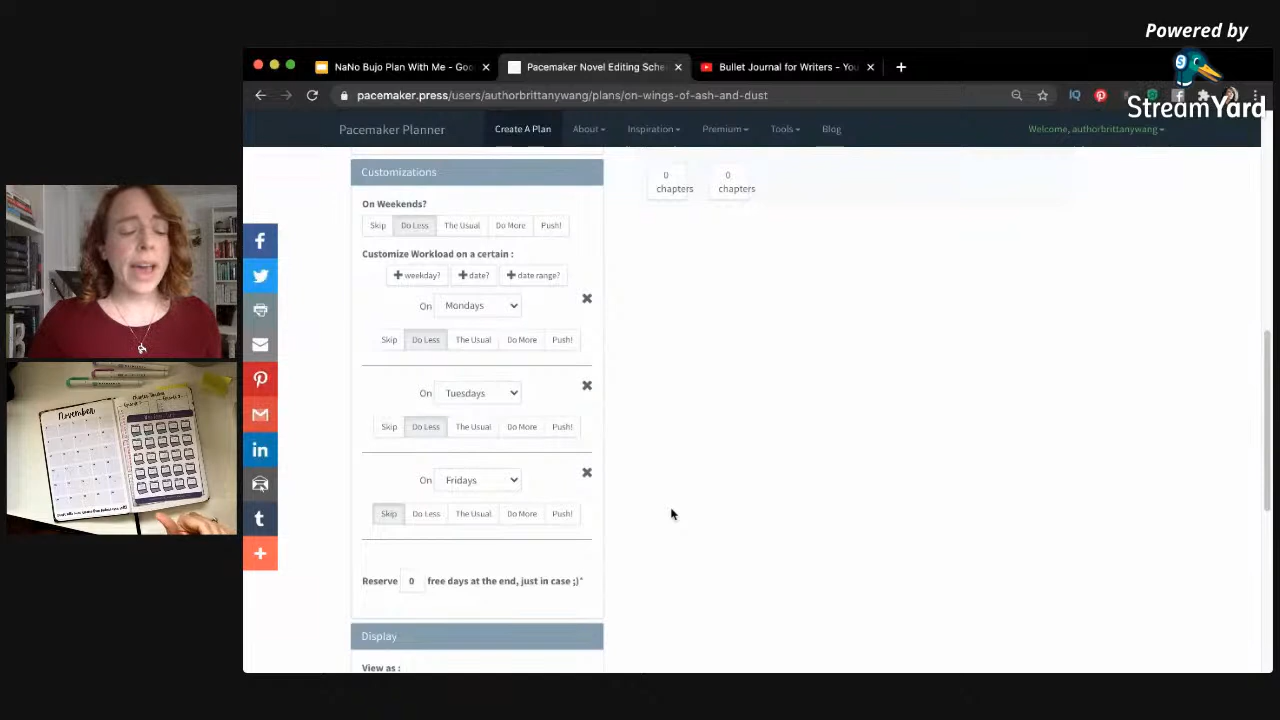 Powered by
StreamYard
NaNo Bujo Plan With Me - Goo
Pacemaker Novel Editing Sche
Bullet Journal for Writers - You
pacemaker.press/users/authorbrittanywang/plans/on-wings-of-ash-and-dust
Pacemaker Planner
Create A Plan
About
Inspiration
Premium
Tools
Blog
Welcome, authorbrittanywang
Customizations
0 0
chapters chapters
On Weekends?
Skip Do Less The Usual Do More Push!
Customize Workload on a certain :
weekday? date? date range?
On Mondays
Skip Do Less The Usual Do More Push!
On Tuesdays
Skip Do Less The Usual Do More Push!
On Fridays
Skip Do Less The Usual Do More Push!
Reserve 0 free days at the end, just in case ;)*
Display
View as :
November